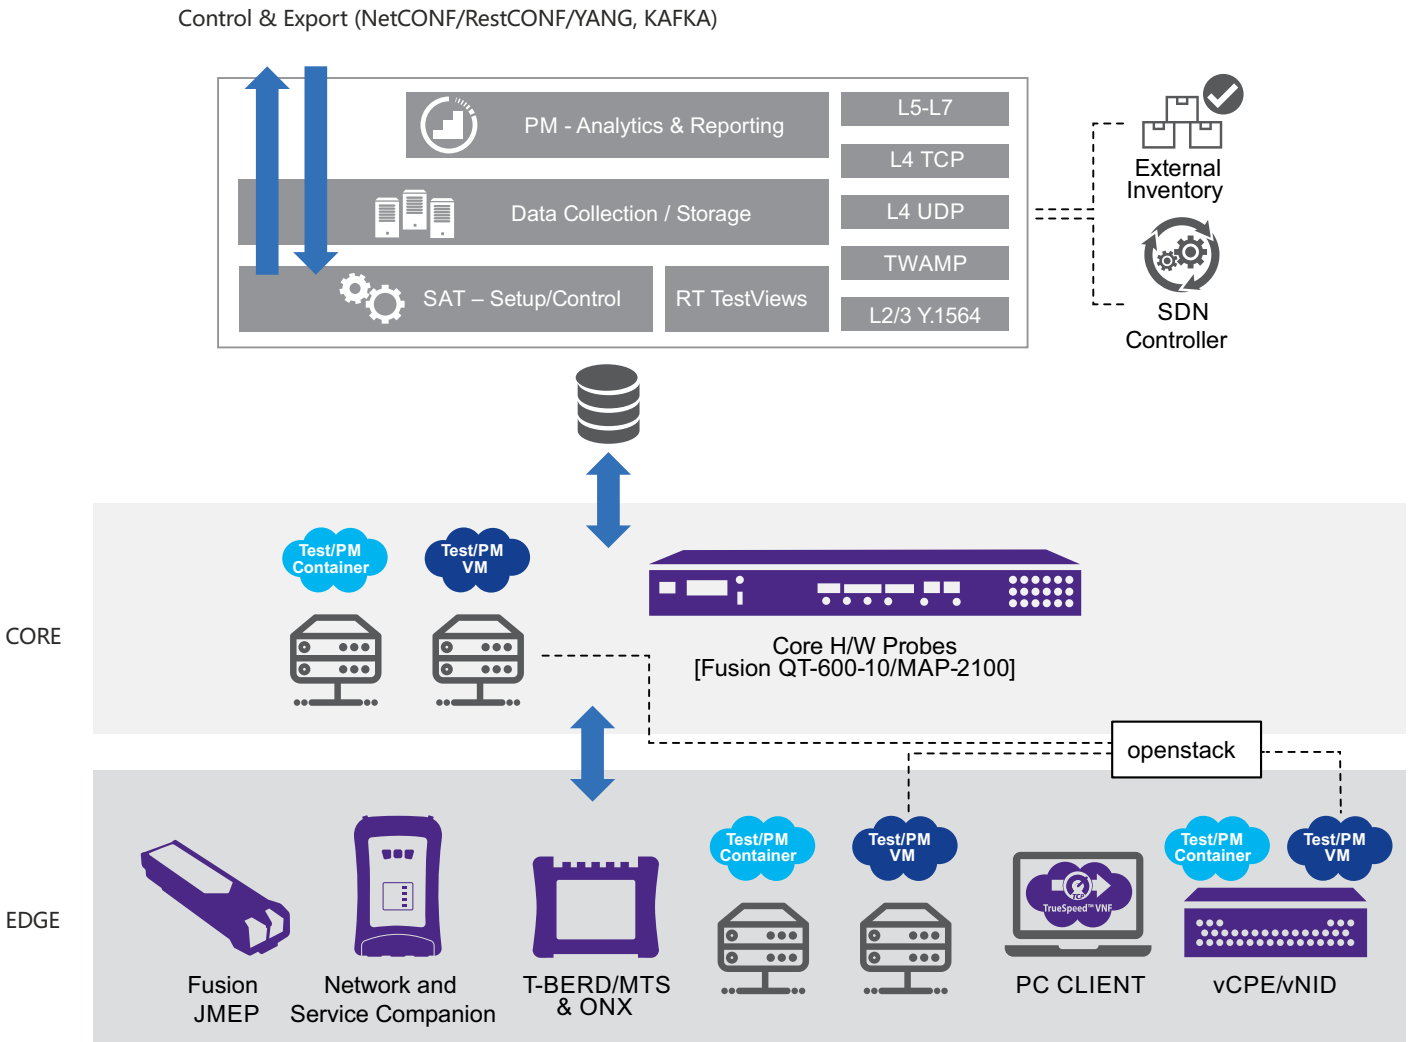 Control & Export (NetCONF/RestCONF/YANG, KAFKA)
PM - Analytics & Reporting
Data Collection / Storage
SAT – Setup/Control
RT TestViews
L5-L7
L4 TCP
L4 UDP
TWAMP
L2/3 Y.1564
External
Inventory
SDN
Controller
CORE
Test/PM
Container
Test/PM
VM
Core H/W Probes
[Fusion QT-600-10/MAP-2100]
openstack
EDGE
Fusion
JMEP
Network and
Service Companion
T-BERD/MTS
& ONX
Test/PM
Container
Test/PM
VM
TCP
TrueSpeed™ VNF
PC CLIENT
Test/PM
Container
Test/PM
VM
vCPE/vNID